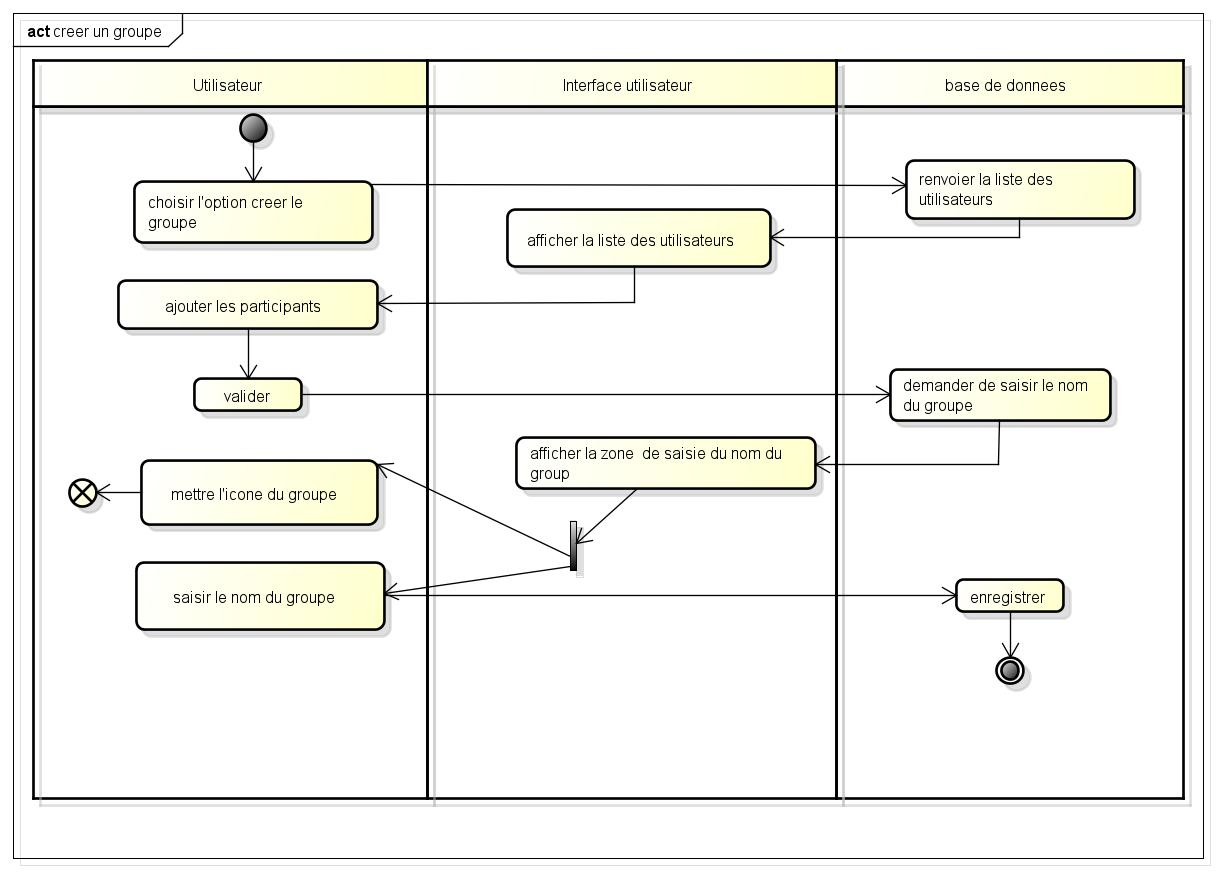 act creer un groupe
Utilisateur
Interface utilisateur
base de donnees
choisir l'option creer le
groupe
renvoier la liste des
utilisateurs
afficher la liste des utilisateurs
ajouter les participants
valider
demander de saisir le nom
du groupe
afficher la zone de saisie du nom du
group
mettre l'icone du groupe
saisir le nom du groupe
enregistrer